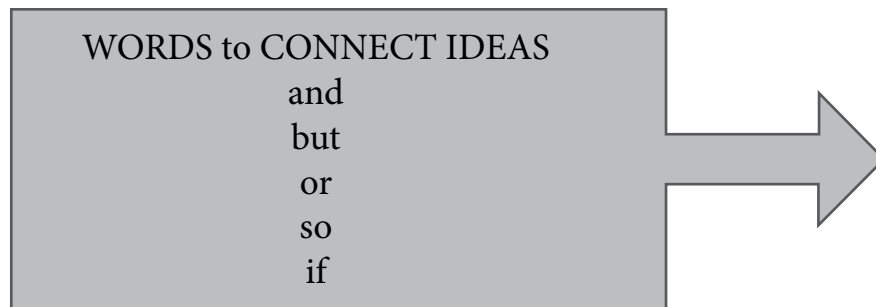 WORDS to CONNECT IDEAS
and
but
or
so
if